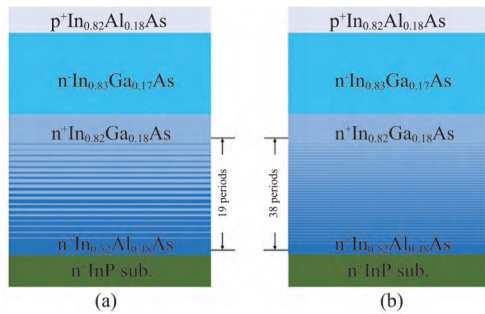 (a)
p⁺In₀.₈₂Al₀.₁₈As
n⁻In₀.₈₃Ga₀.₁₇As
n⁺In₀.₈₂Ga₀.₁₈As
19 periods
n⁺In₀.₅₂Al₀.₄₈As
n⁺InP sub.
(a)
(b)
p⁺In₀.₈₂Al₀.₁₈As
n⁻In₀.₈₃Ga₀.₁₇As
n⁺In₀.₈₂Ga₀.₁₈As
38 periods
n⁺In₀.₅₂Al₀.₄₈As
n⁺InP sub.
(b)